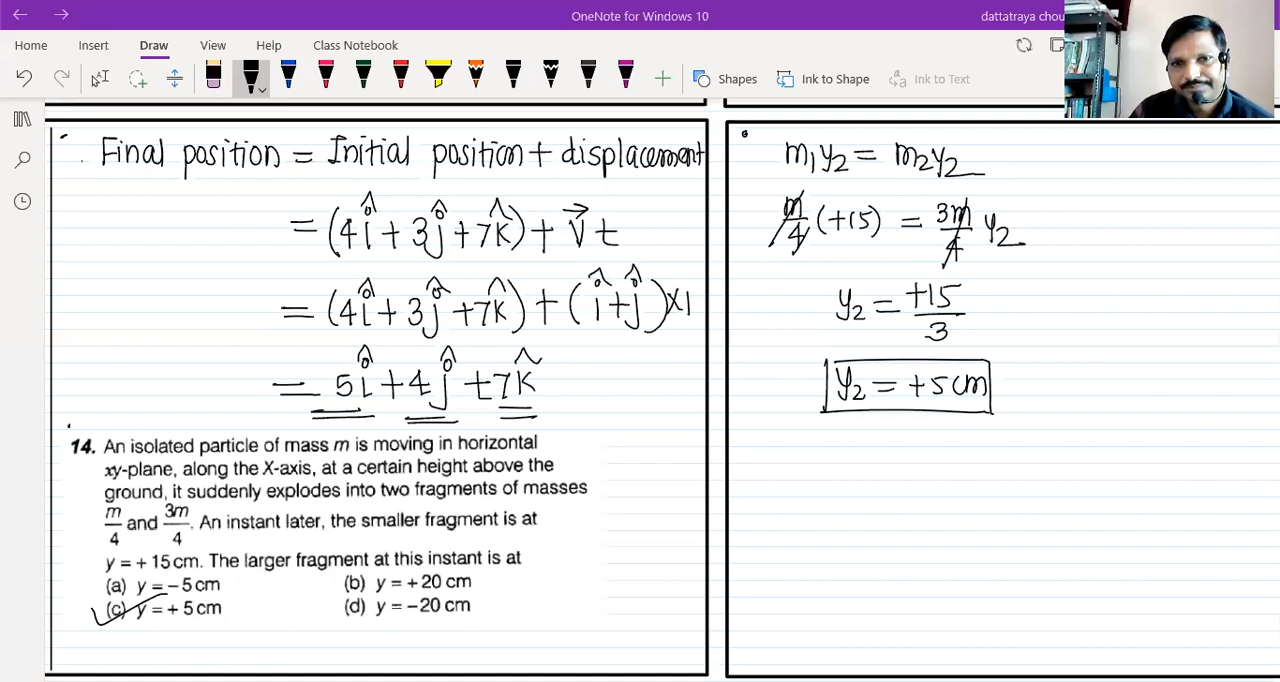 OneNote for Windows 10
dattatraya chou
Home Insert Draw View Help Class Notebook
Shapes Ink to Shape Ink to Text
Final position = Initial position + displacement
= (4î + 3ĵ + 7k̂) + V⃗ t
= (4î + 3ĵ + 7k̂) + (î + ĵ) × 1
= 5î + 4ĵ + 7k̂
14. An isolated particle of mass m is moving in horizontal
xy-plane, along the X-axis, at a certain height above the
ground, it suddenly explodes into two fragments of masses
m/4 and 3m/4. An instant later, the smaller fragment is at
y = + 15 cm. The larger fragment at this instant is at
(a) y = − 5 cm (b) y = + 20 cm
(c) y = + 5 cm (d) y = − 20 cm
m₁y₂ = m₂y₂
m/4 (+15) = 3m/4 y₂
y₂ = +15/3
y₂ = +5 cm